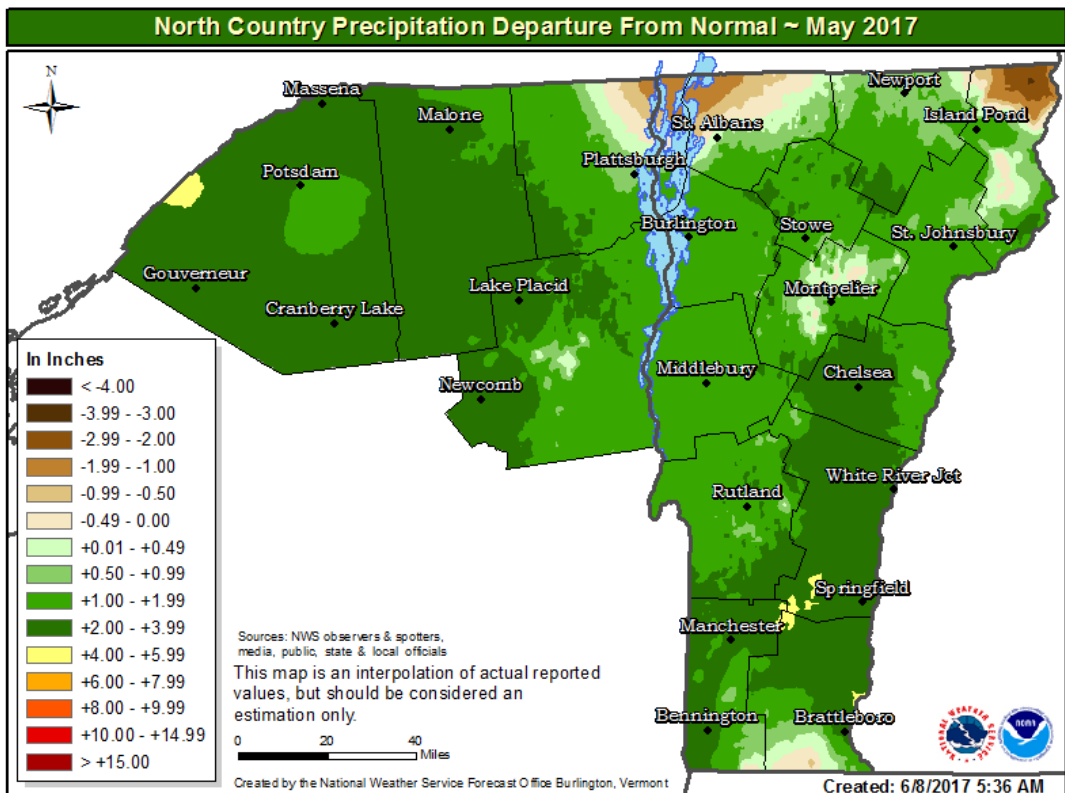 North Country Precipitation Departure From Normal ~ May 2017
N
Massena
Malone
Newport
Island Pond
St. Albans
Plattsburgh
Potsdam
Burlington
Stowe
St. Johnsbury
Gouverneur
Lake Placid
Montpelier
Cranberry Lake
Middlebury
Chelsea
Newcomb
White River Jct
Rutland
Springfield
Manchester
Bennington
Brattleboro
In Inches
< -4.00
-3.99 - -3.00
-2.99 - -2.00
-1.99 - -1.00
-0.99 - -0.50
-0.49 - 0.00
+0.01 - +0.49
+0.50 - +0.99
+1.00 - +1.99
+2.00 - +3.99
+4.00 - +5.99
+6.00 - +7.99
+8.00 - +9.99
+10.00 - +14.99
> +15.00
Sources: NWS observers & spotters,
media, public, state & local officials
This map is an interpolation of actual reported
values, but should be considered an
estimation only.
0 20 40
Miles
Created by the National Weather Service Forecast Office Burlington, Vermont
NOAA
Created: 6/8/2017 5:36 AM